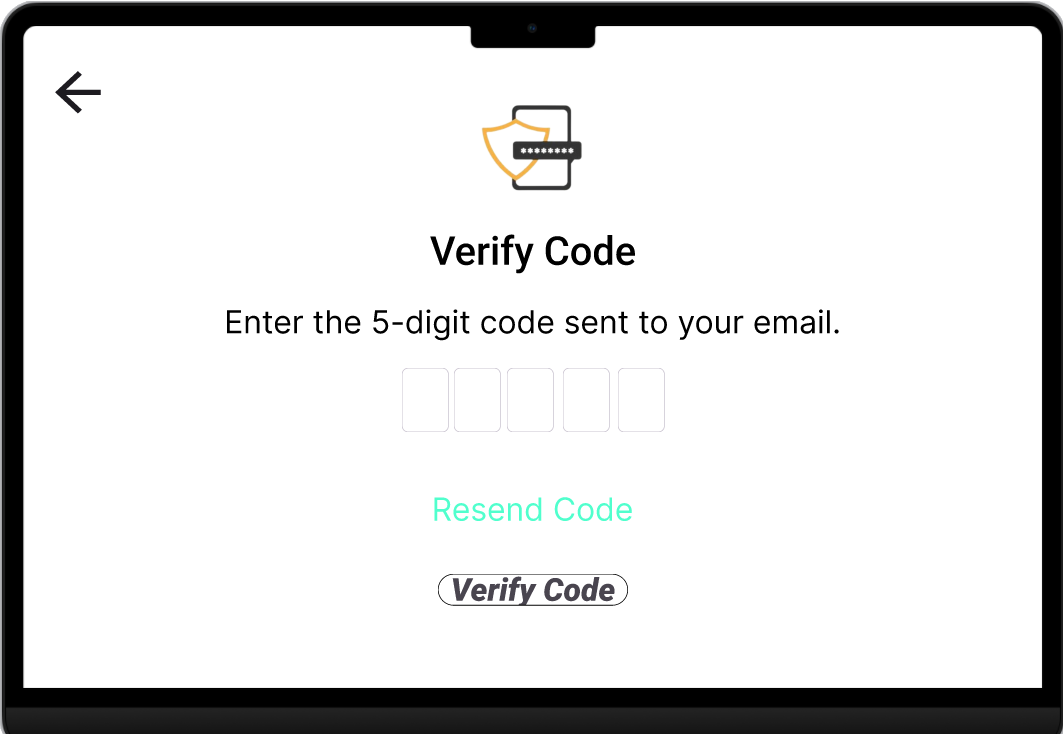 ********
Verify Code
Enter the 5-digit code sent to your email.
Resend Code
Verify Code